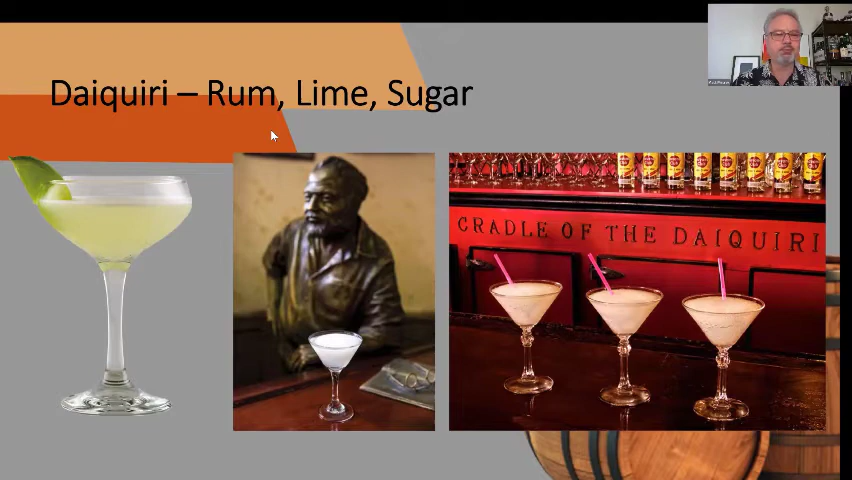 Daiquiri – Rum, Lime, Sugar
CRADLE OF THE DAIQUIRI